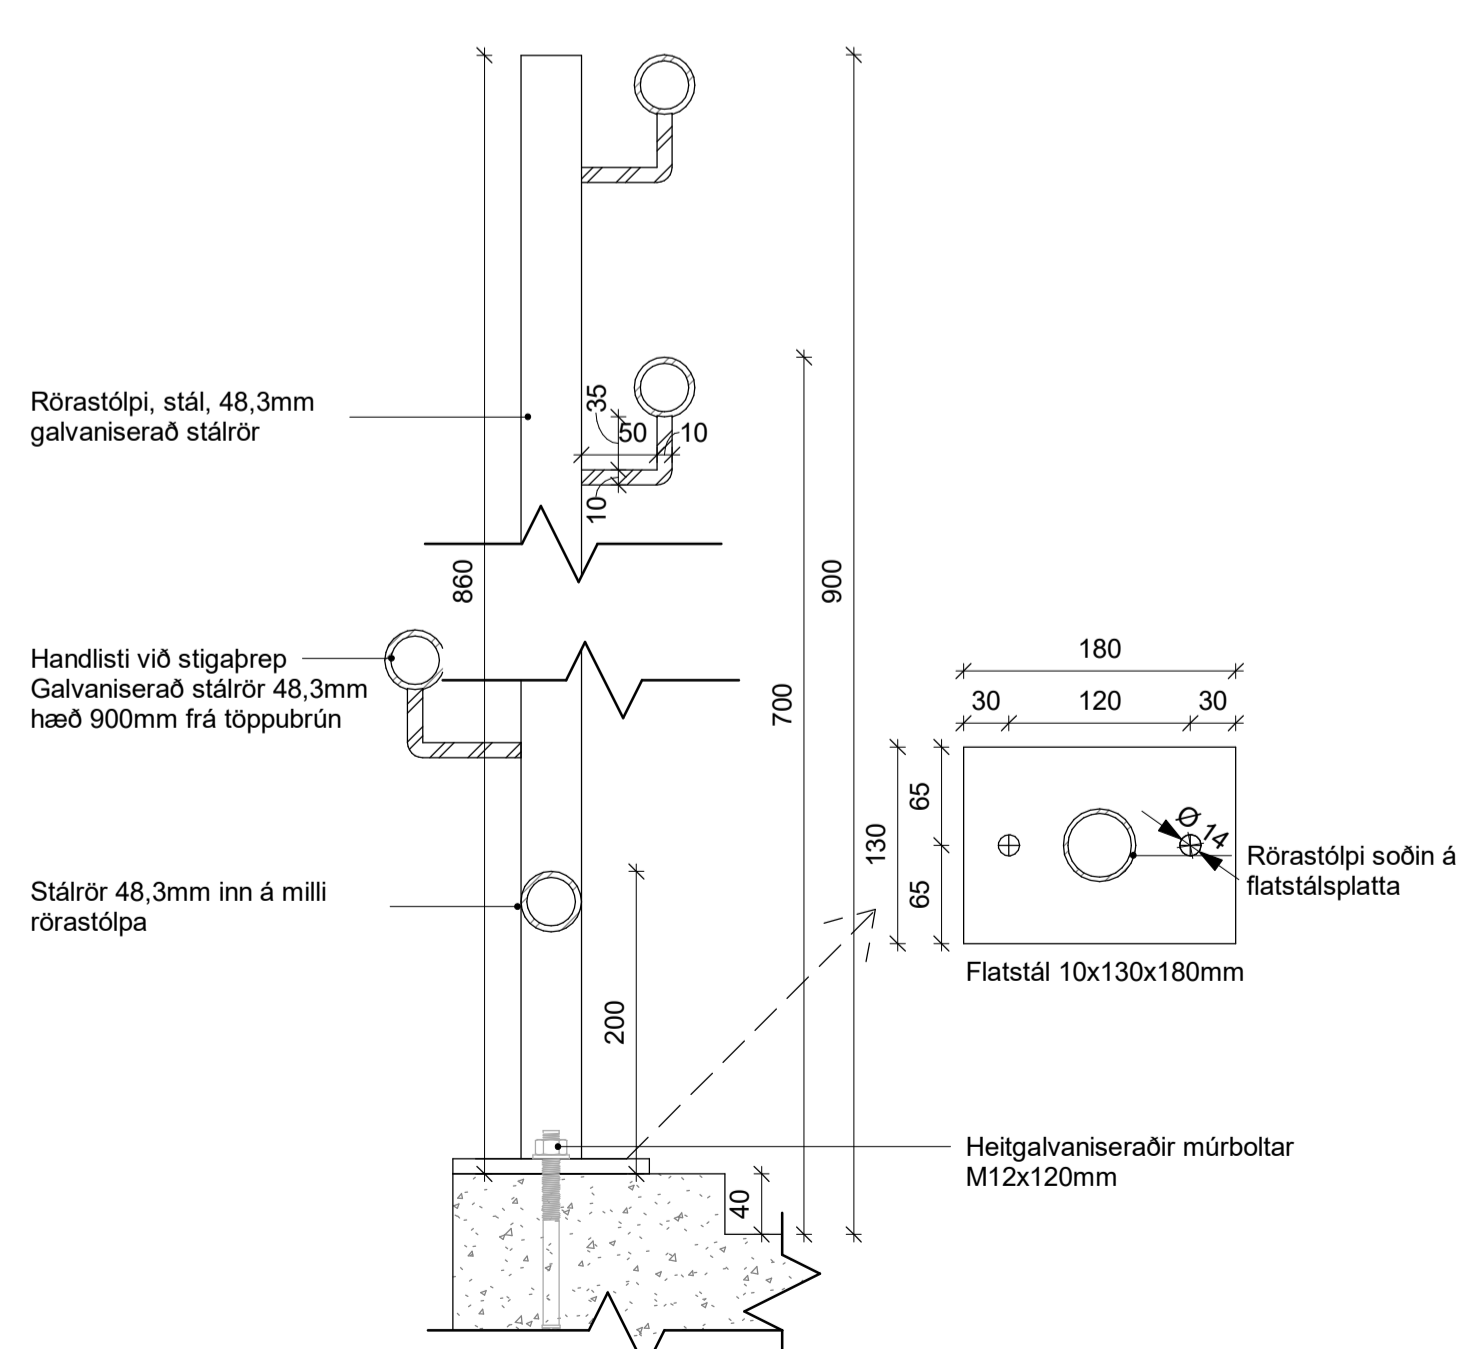 Rörastólpi, stál, 48,3mm
galvaniserað stálrör
35
50
10
10
860
900
700
Handlisti við stigaþrep
Galvaniserað stálrör 48,3mm
hæð 900mm frá töppubrún
Stálrör 48,3mm inn á milli
rörastólpa
200
40
180
30
120
30
65
130
65
Ø 14
Rörastólpi soðin á
flatstálsplatta
Flatstál 10x130x180mm
Heitgalvaniseraðir múrboltar
M12x120mm